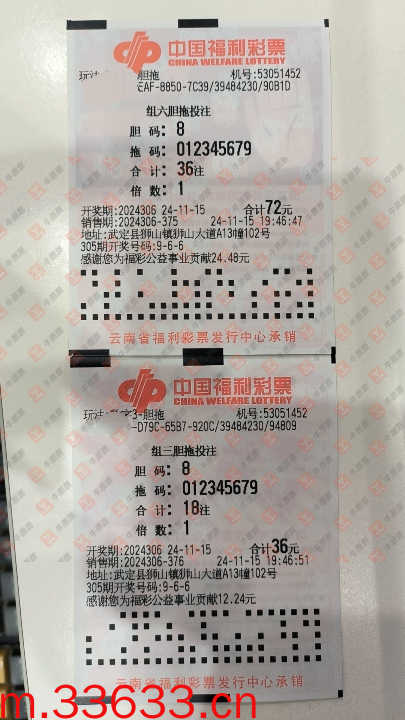 中国福利彩票
CHINA WELFARE LOTTERY
胆拖 机号:53051452
EAF-8850-7C39/39484230/90B1D
组六胆拖投注
胆 码: 8
拖 码: 012345679
合 计: 36注
倍 数: 1
开奖期:2024306 24-11-15 合计72元
销售期:2024306-375 24-11-15 19:46:47
地址:武定县狮山镇狮山大道A13幢102号
305期开奖号码:9-6-6
感谢您为福彩公益事业贡献24.48元
云南省福利彩票发行中心承销
中国福利彩票
CHINA WELFARE LOTTERY
3-胆拖 机号:53051452
-D79C-65B7-920C/39484230/94809
组三胆拖投注
胆 码: 8
拖 码: 012345679
合 计: 18注
倍 数: 1
开奖期:2024306 24-11-15 合计36元
销售期:2024306-376 24-11-15 19:46:51
地址:武定县狮山镇狮山大道A13幢102号
305期开奖号码:9-6-6
感谢您为福彩公益事业贡献12.24元
云南省福利彩票发行中心承销
m.33633.com.cn